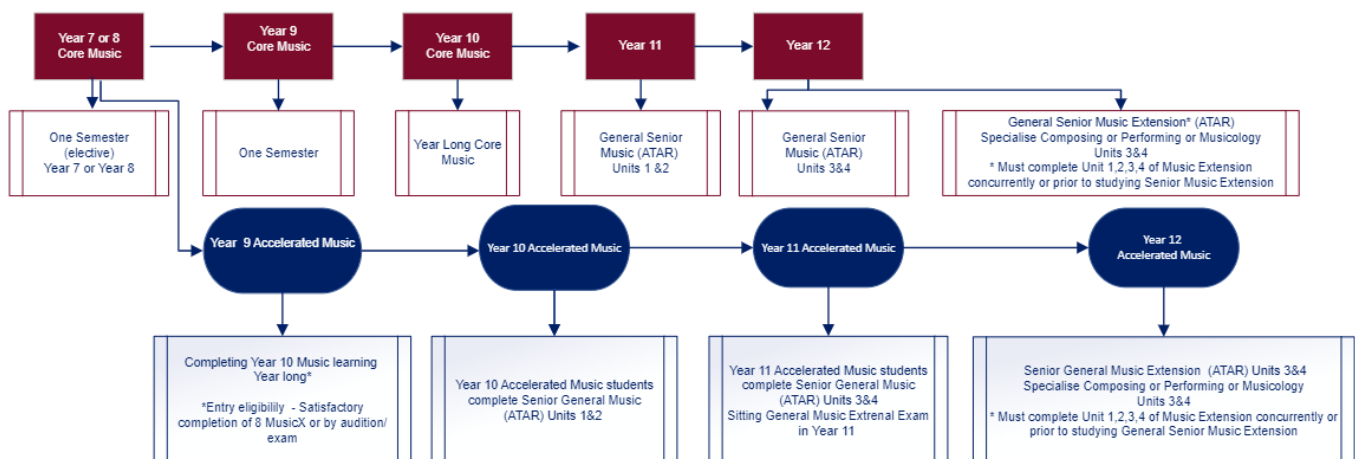 Year 7 or 8
Core Music
Year 9
Core Music
Year 10
Core Music
Year 11
Year 12
One Semester
(elective)
Year 7 or Year 8
One Semester
Year Long Core
Music
General Senior
Music (ATAR)
Units 1 &2
General Senior
Music (ATAR)
Units 3&4
General Senior Music Extension* (ATAR)
Specialise Composing or Performing or Musicology
Units 3&4
* Must complete Unit 1,2,3,4 of Music Extension
concurrently or prior to studying Senior Music Extension
Year 9 Accelerated Music
Year 10 Accelerated Music
Year 11 Accelerated Music
Year 12
Accelerated Music
Completing Year 10 Music learning
Year long*
*Entry eligibilily - Satisfactory
completion of 8 MusicX or by audition/
exam
Year 10 Accelerated Music students
complete Senior General Music
(ATAR) Units 1&2
Year 11 Accelerated Music students
complete Senior General Music
(ATAR) Units 3&4
Sitting General Music Extrenal Exam
in Year 11
Senior General Music Extension (ATAR) Units 3&4
Specialise Composing or Performing or Musicology
Units 3&4
* Must complete Unit 1,2,3,4 of Music Extension concurrently or
prior to studying General Senior Music Extension